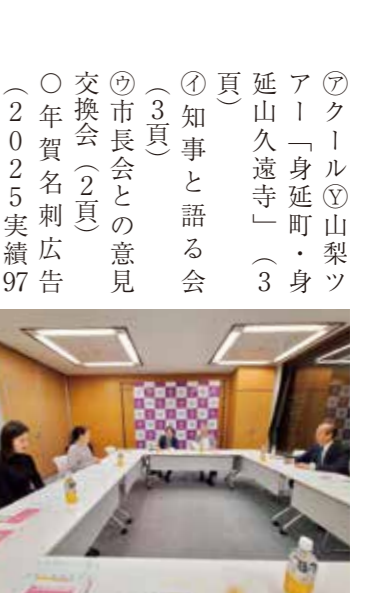 ㋐クールⓎ山梨ツ
アー「身延町・身
延山久遠寺」（3
頁）
㋑知事と語る会
（3頁）
㋒市長会との意見
交換会（2頁）
〇年賀名刺広告
（2025実績97